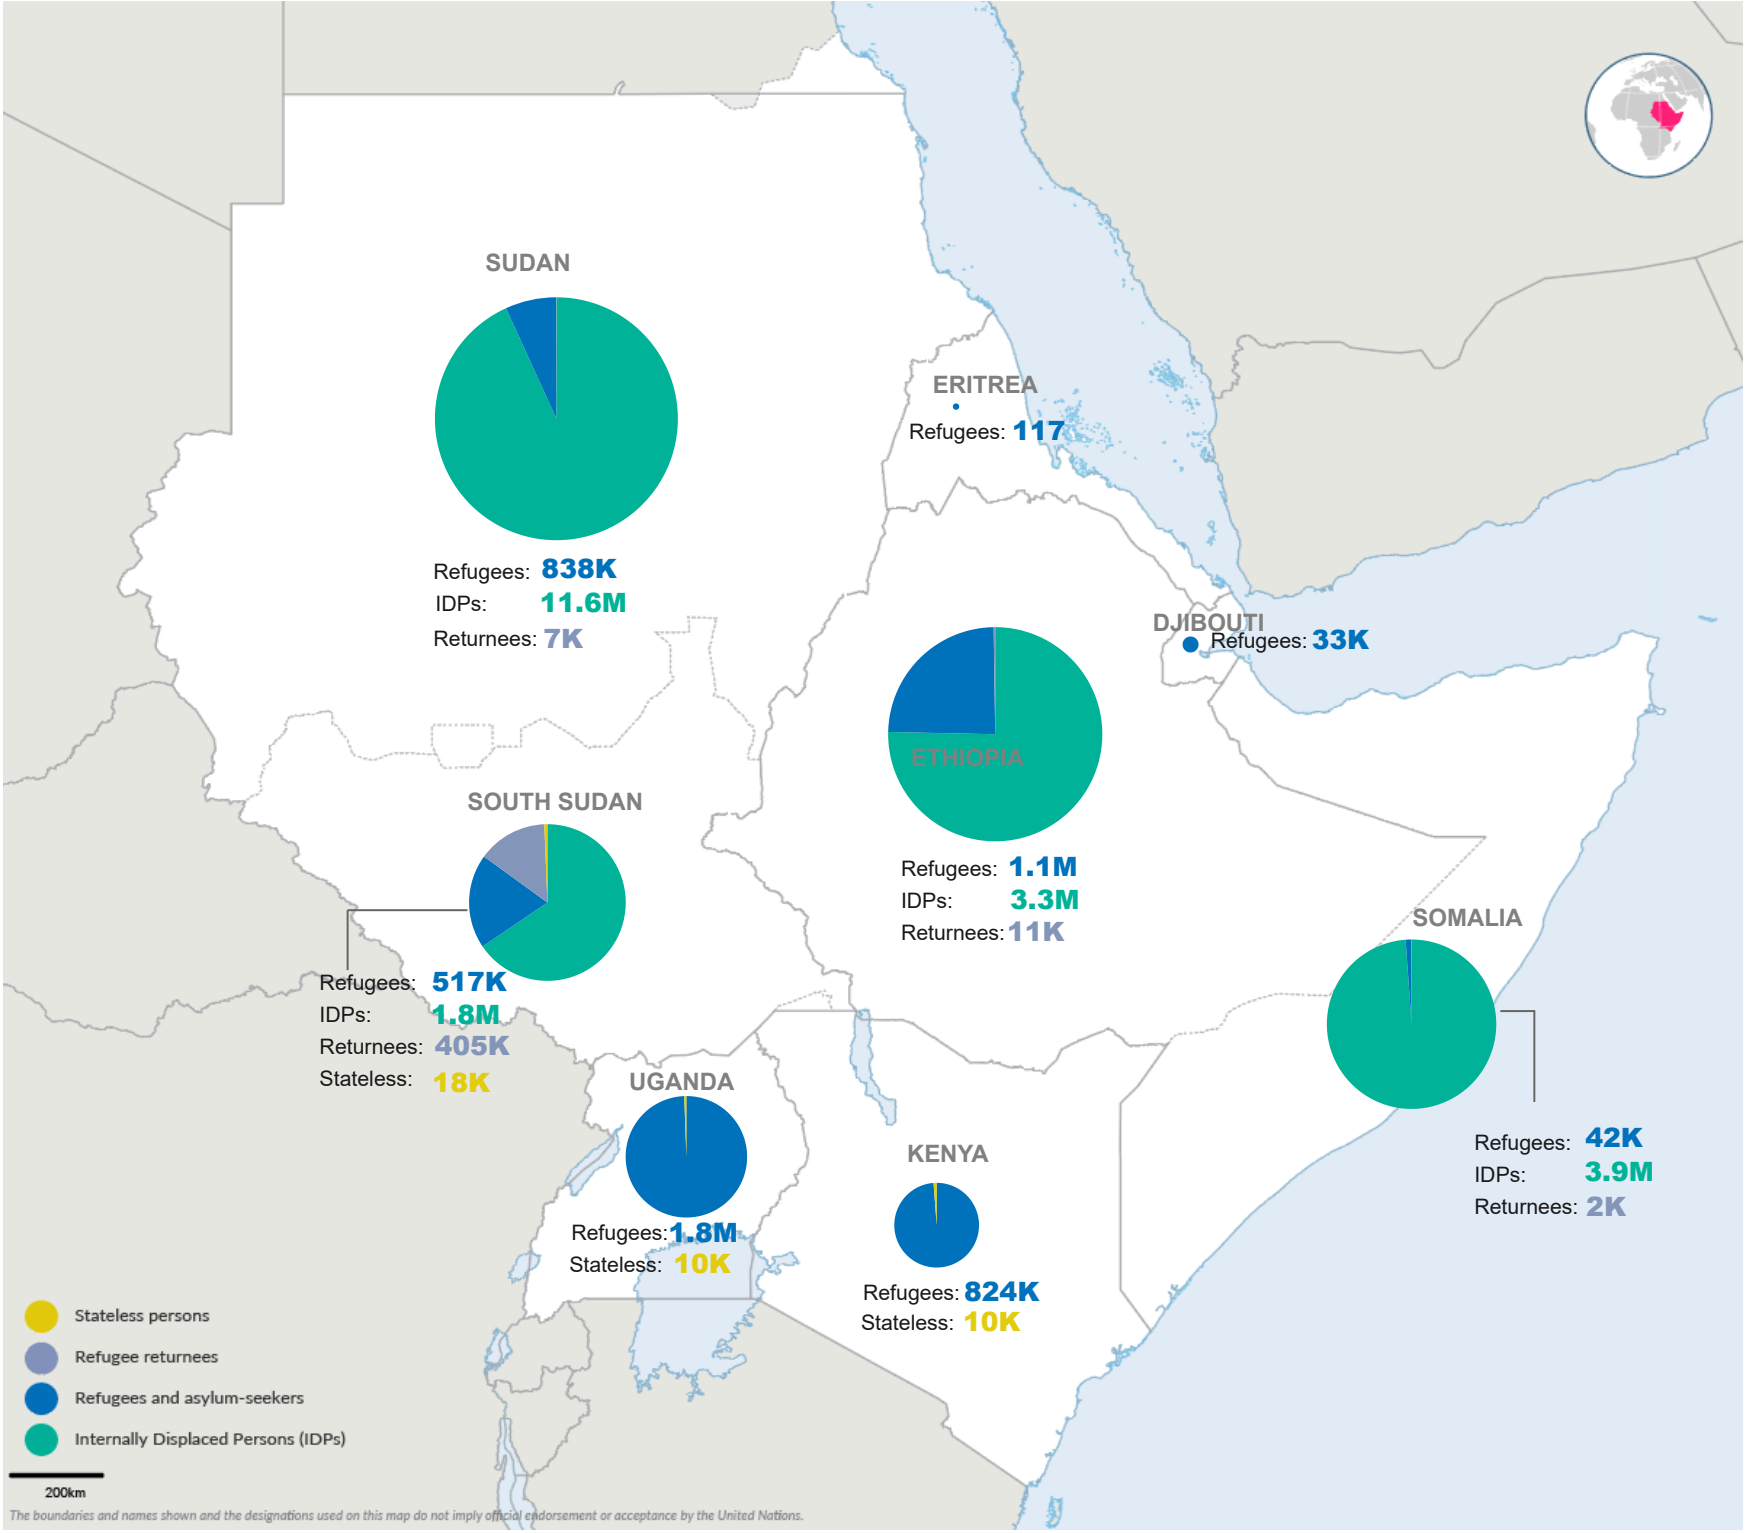 SUDAN
Refugees: 838K
IDPs: 11.6M
Returnees: 7K
ERITREA
Refugees: 117
DJIBOUTI
Refugees: 33K
ETHIOPIA
Refugees: 1.1M
IDPs: 3.3M
Returnees: 11K
SOUTH SUDAN
Refugees: 517K
IDPs: 1.8M
Returnees: 405K
Stateless: 18K
SOMALIA
Refugees: 42K
IDPs: 3.9M
Returnees: 2K
UGANDA
Refugees: 1.8M
Stateless: 10K
KENYA
Refugees: 824K
Stateless: 10K
Stateless persons
Refugee returnees
Refugees and asylum-seekers
Internally Displaced Persons (IDPs)
200km
The boundaries and names shown and the designations used on this map do not imply official endorsement or acceptance by the United Nations.